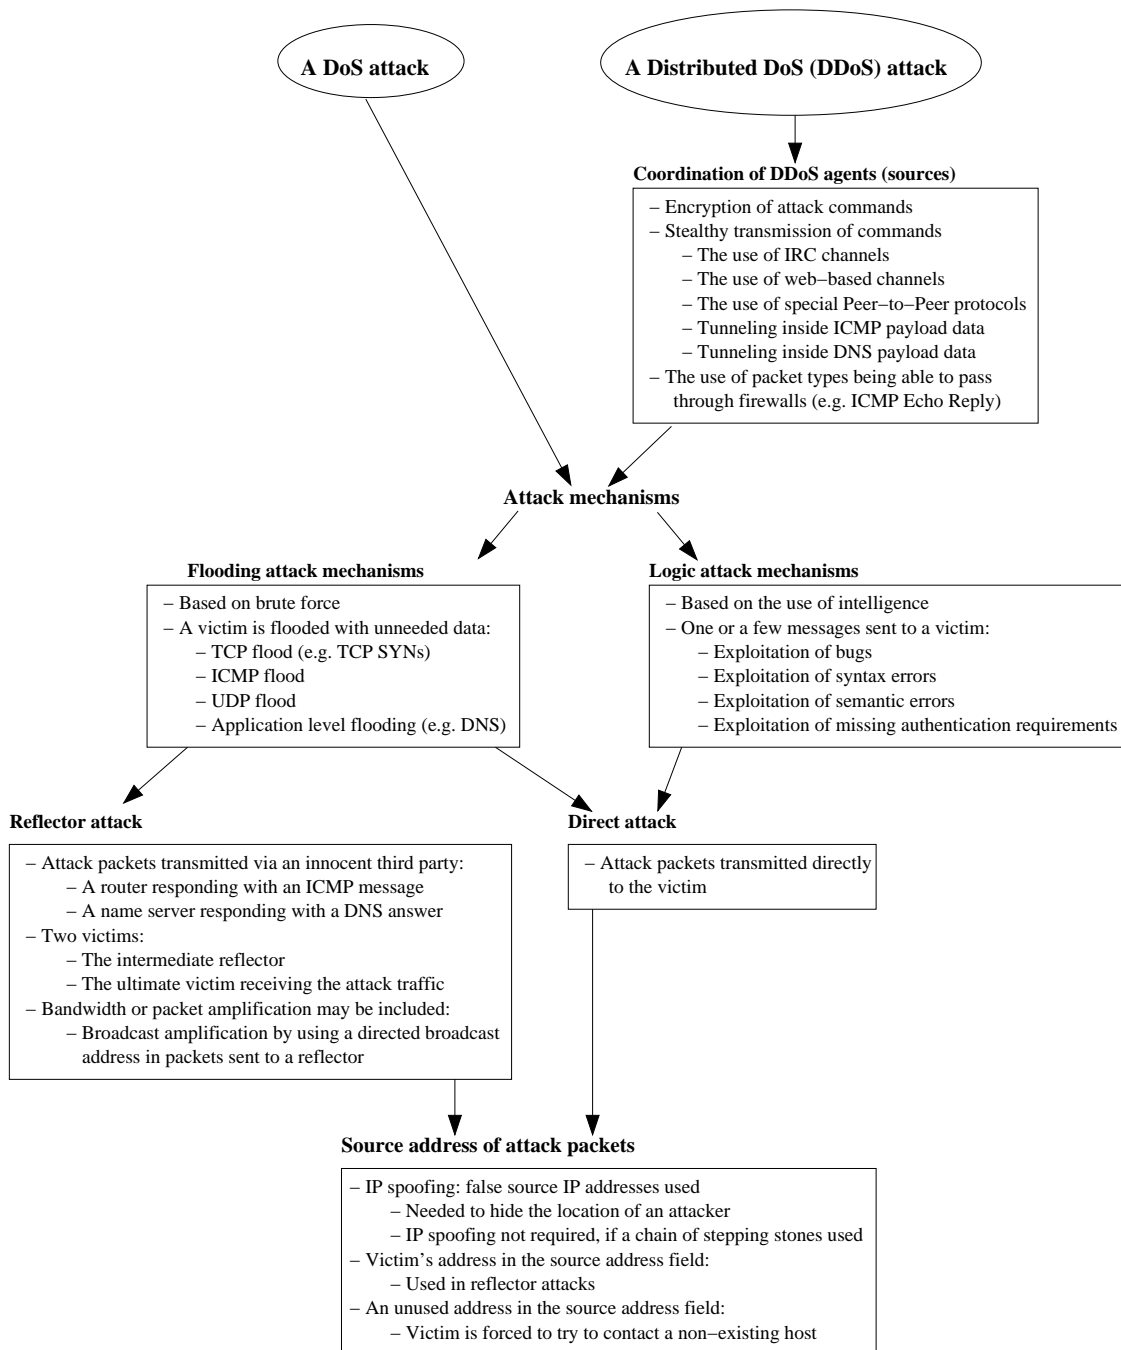 A DoS attack
A Distributed DoS (DDoS) attack
Coordination of DDoS agents (sources)
– Encryption of attack commands
– Stealthy transmission of commands
– The use of IRC channels
– The use of web–based channels
– The use of special Peer–to–Peer protocols
– Tunneling inside ICMP payload data
– Tunneling inside DNS payload data
– The use of packet types being able to pass
through firewalls (e.g. ICMP Echo Reply)
Attack mechanisms
Flooding attack mechanisms
– Based on brute force
– A victim is flooded with unneeded data:
– TCP flood (e.g. TCP SYNs)
– ICMP flood
– UDP flood
– Application level flooding (e.g. DNS)
Logic attack mechanisms
– Based on the use of intelligence
– One or a few messages sent to a victim:
– Exploitation of bugs
– Exploitation of syntax errors
– Exploitation of semantic errors
– Exploitation of missing authentication requirements
Reflector attack
– Attack packets transmitted via an innocent third party:
– A router responding with an ICMP message
– A name server responding with a DNS answer
– Two victims:
– The intermediate reflector
– The ultimate victim receiving the attack traffic
– Bandwidth or packet amplification may be included:
– Broadcast amplification by using a directed broadcast
address in packets sent to a reflector
Direct attack
– Attack packets transmitted directly
to the victim
Source address of attack packets
– IP spoofing: false source IP addresses used
– Needed to hide the location of an attacker
– IP spoofing not required, if a chain of stepping stones used
– Victim's address in the source address field:
– Used in reflector attacks
– An unused address in the source address field:
– Victim is forced to try to contact a non–existing host